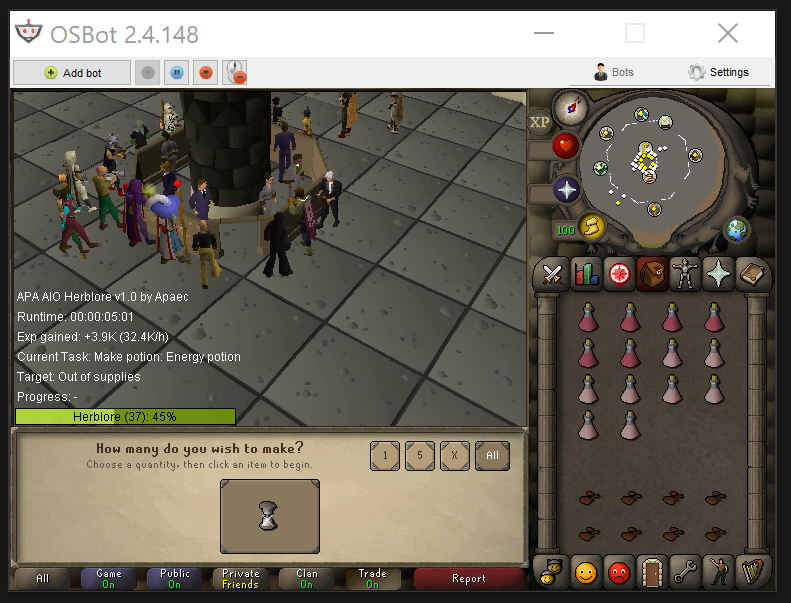 OSBot 2.4.148
Add bot
Bots
Settings
XP
100
APA AIO Herblore v1.0 by Apaec
Runtime: 00:00:05:01
Exp gained: +3.9K (32.4K/h)
Current Task: Make potion: Energy potion
Target: Out of supplies
Progress: -
Herblore (37): 45%
How many do you wish to make?
Choose a quantity, then click an item to begin.
1 5 X All
All
Game
On
Public
On
Private
Friends
Clan
On
Trade
On
Report